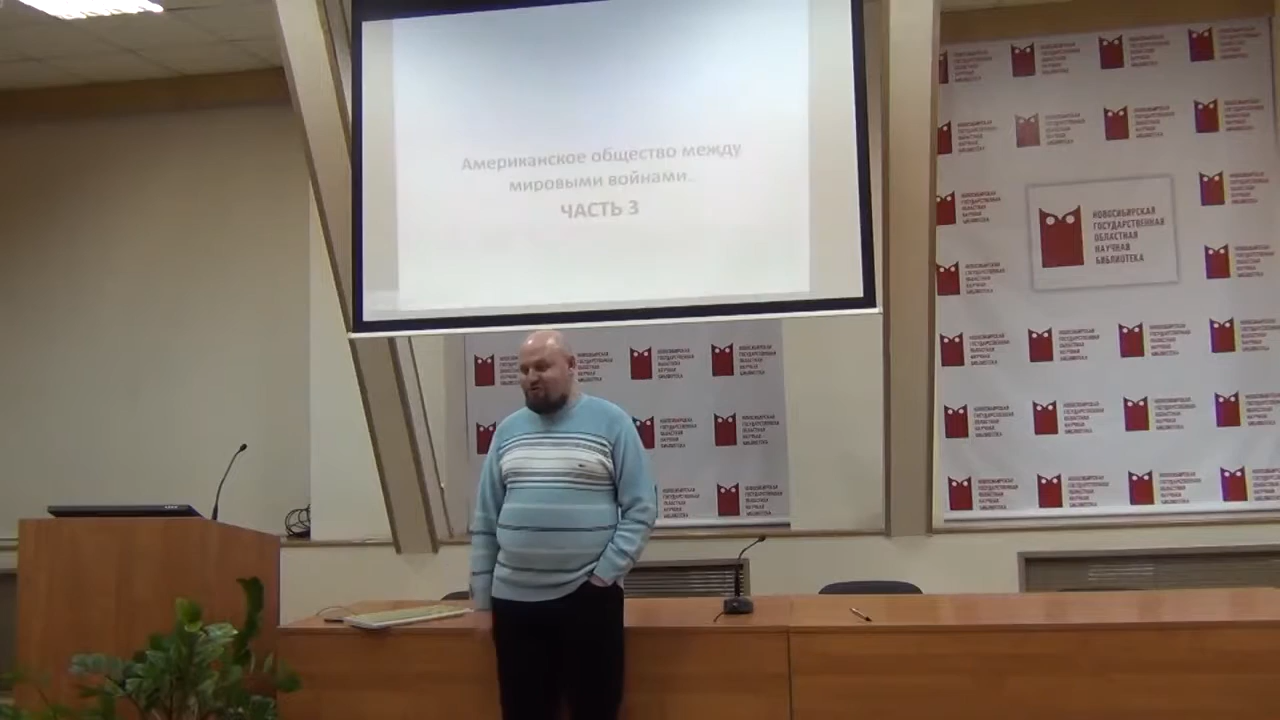 Американское общество между
мировыми войнами.
ЧАСТЬ 3
НОВОСИБИРСКАЯ
ГОСУДАРСТВЕННАЯ
ОБЛАСТНАЯ
НАУЧНАЯ
БИБЛИОТЕКА